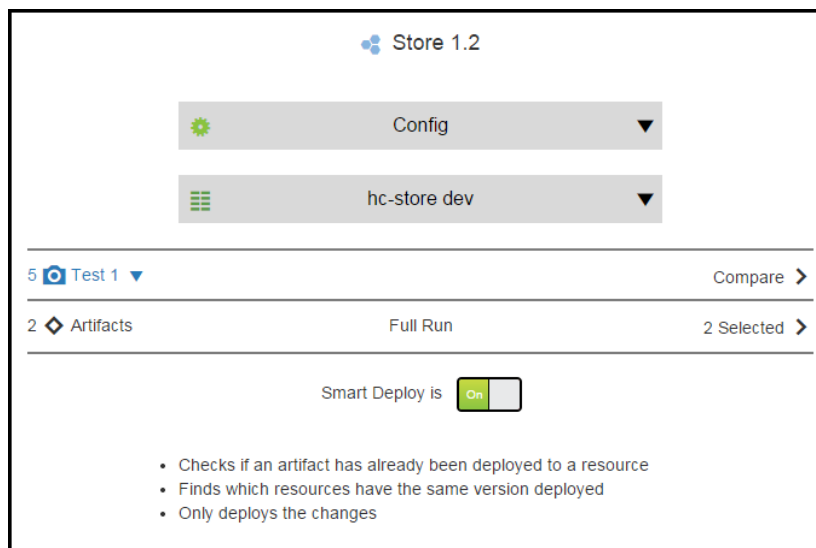 Store 1.2
Config
hc-store dev
5 Test 1 Compare
2 Artifacts Full Run 2 Selected
Smart Deploy is On
• Checks if an artifact has already been deployed to a resource
• Finds which resources have the same version deployed
• Only deploys the changes